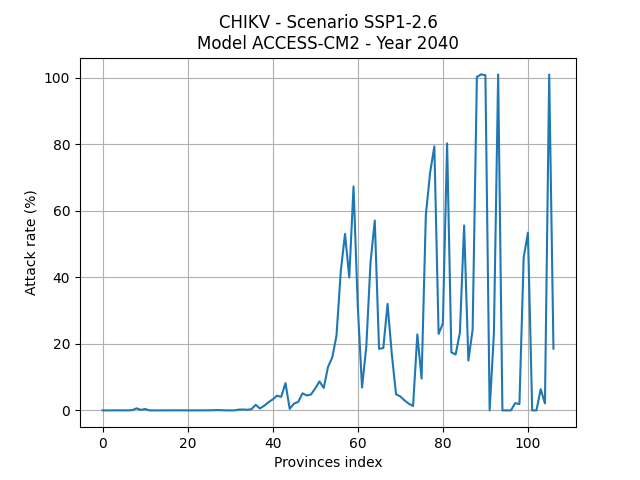 CHIKV - Scenario SSP1-2.6
Model ACCESS-CM2 - Year 2040
100
80
60
40
20
0
Attack rate (%)
0 20 40 60 80 100
Provinces index